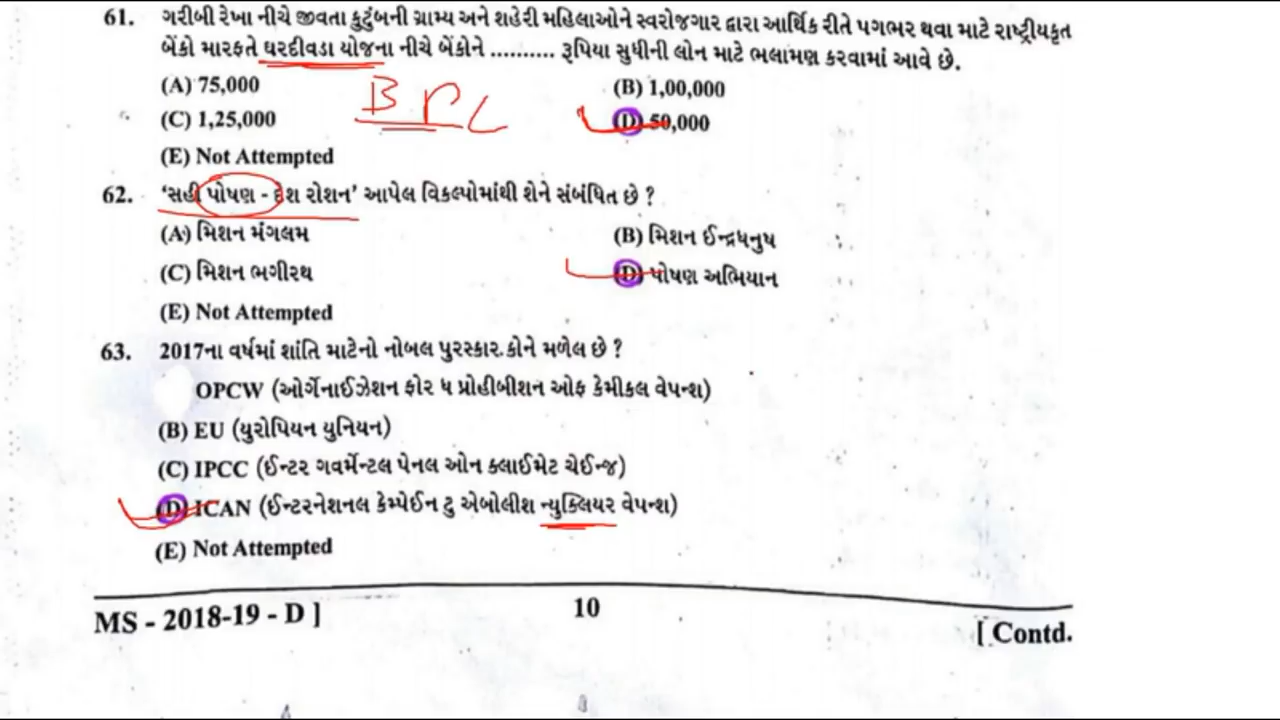 61. ગરીબી રેખા નીચે જીવતા કુટુંબની ગ્રામ્ય અને શહેરી મહિલાઓને સ્વરોજગાર દ્વારા આર્થિક રીતે પગભર થવા માટે રાષ્ટ્રીયકૃત
બેંકો મારફતે ઘરદીવડા યોજના નીચે બેંકોને .......... રૂપિયા સુધીની લોન માટે ભલામણ કરવામાં આવે છે.
(A) 75,000 (B) 1,00,000
BPL
(C) 1,25,000 (D) 50,000
(E) Not Attempted
62. ‘સહી પોષણ - દેશ રોશન’ આપેલ વિકલ્પોમાંથી શેને સંબંધિત છે ?
(A) મિશન મંગલમ (B) મિશન ઈન્દ્રધનુષ
(C) મિશન ભગીરથ (D) પોષણ અભિયાન
(E) Not Attempted
63. 2017ના વર્ષમાં શાંતિ માટેનો નોબલ પુરસ્કાર કોને મળેલ છે ?
OPCW (ઓર્ગેનાઈઝેશન ફોર ધ પ્રોહીબીશન ઓફ કેમીકલ વેપન્શ)
(B) EU (યુરોપિયન યુનિયન)
(C) IPCC (ઈન્ટર ગવર્મેન્ટલ પેનલ ઓન ક્લાઈમેટ ચેઈન્જ)
(D) ICAN (ઈન્ટરનેશનલ કેમ્પેઈન ટુ એબોલીશ ન્યુક્લિયર વેપન્શ)
(E) Not Attempted
MS - 2018-19 - D ] 10 [ Contd.